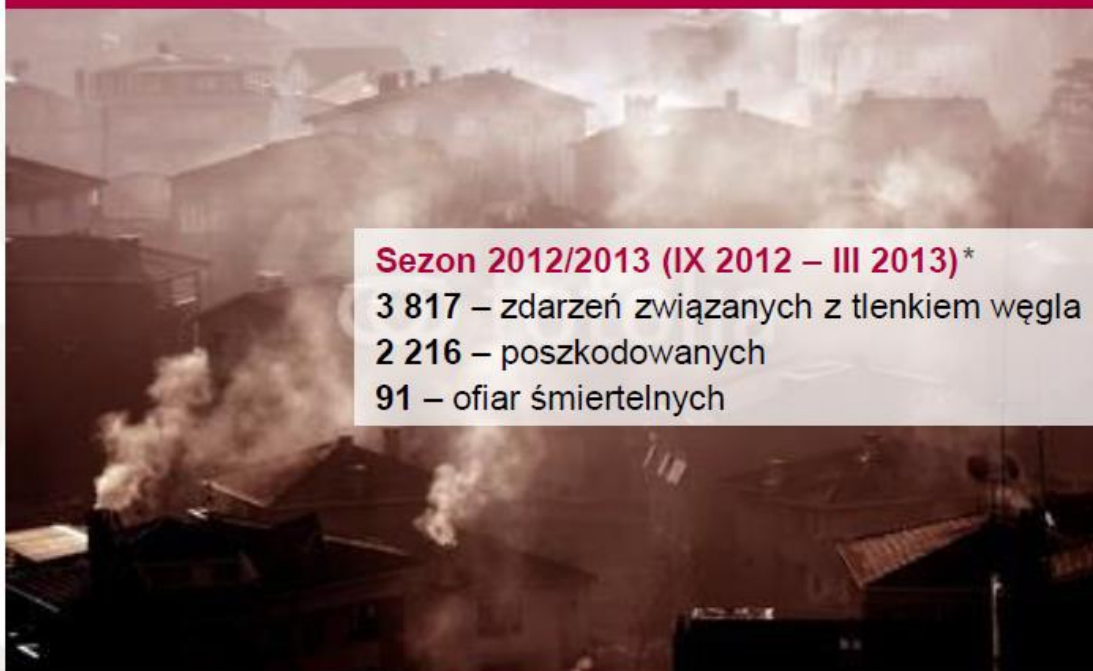 Sezon 2012/2013 (IX 2012 – III 2013)*
3 817 – zdarzeń związanych z tlenkiem węgla
2 216 – poszkodowanych
91 – ofiar śmiertelnych